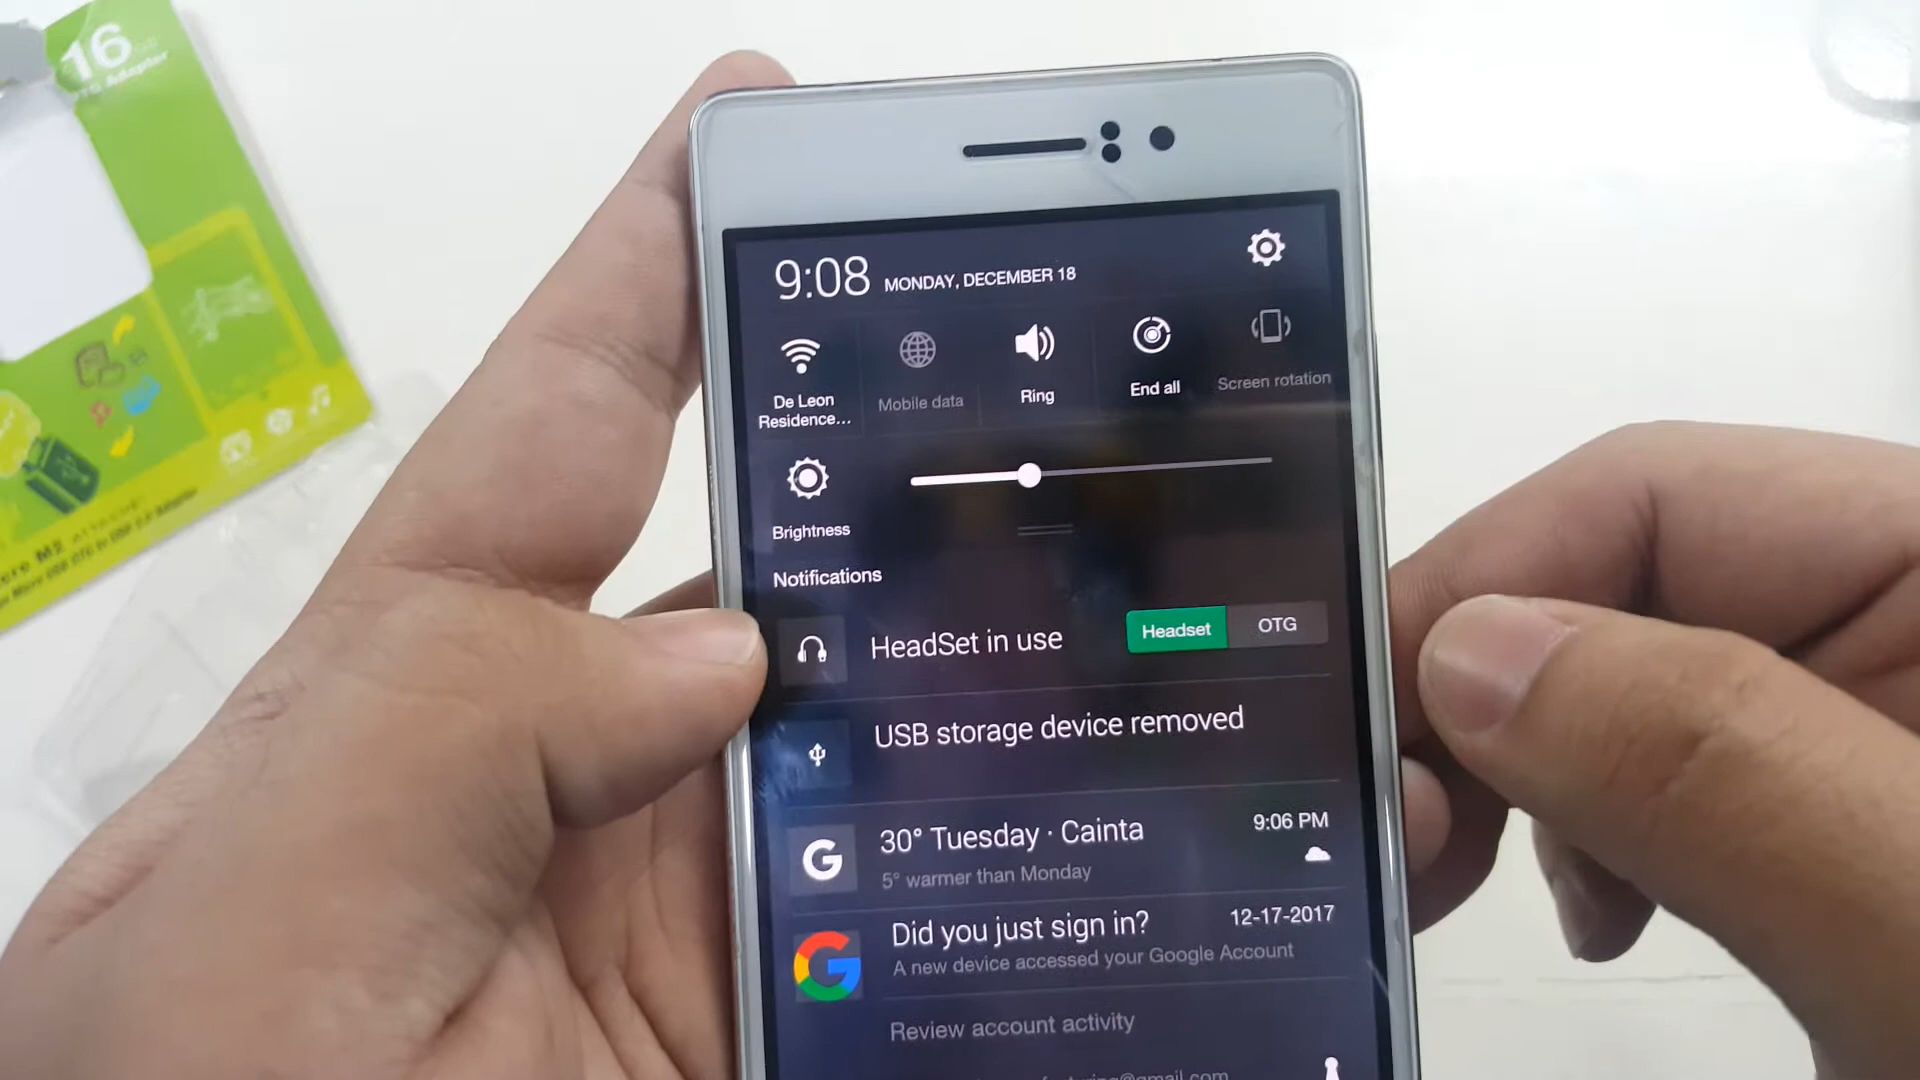 16
OTG Adapter
9:08 MONDAY, DECEMBER 18
De Leon
Residence...
Mobile data
Ring
End all
Screen rotation
Brightness
Notifications
HeadSet in use
Headset
OTG
USB storage device removed
30° Tuesday · Cainta
9:06 PM
5° warmer than Monday
Did you just sign in?
12-17-2017
A new device accessed your Google Account
Review account activity